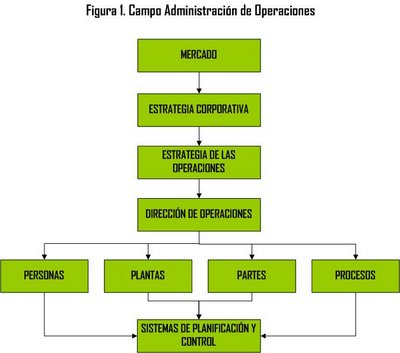 Figura 1. Campo Administración de Operaciones
MERCADO
ESTRATEGIA CORPORATIVA
ESTRATEGIA DE LAS
OPERACIONES
DIRECCIÓN DE OPERACIONES
PERSONAS
PLANTAS
PARTES
PROCESOS
SISTEMAS DE PLANIFICACIÓN Y
CONTROL